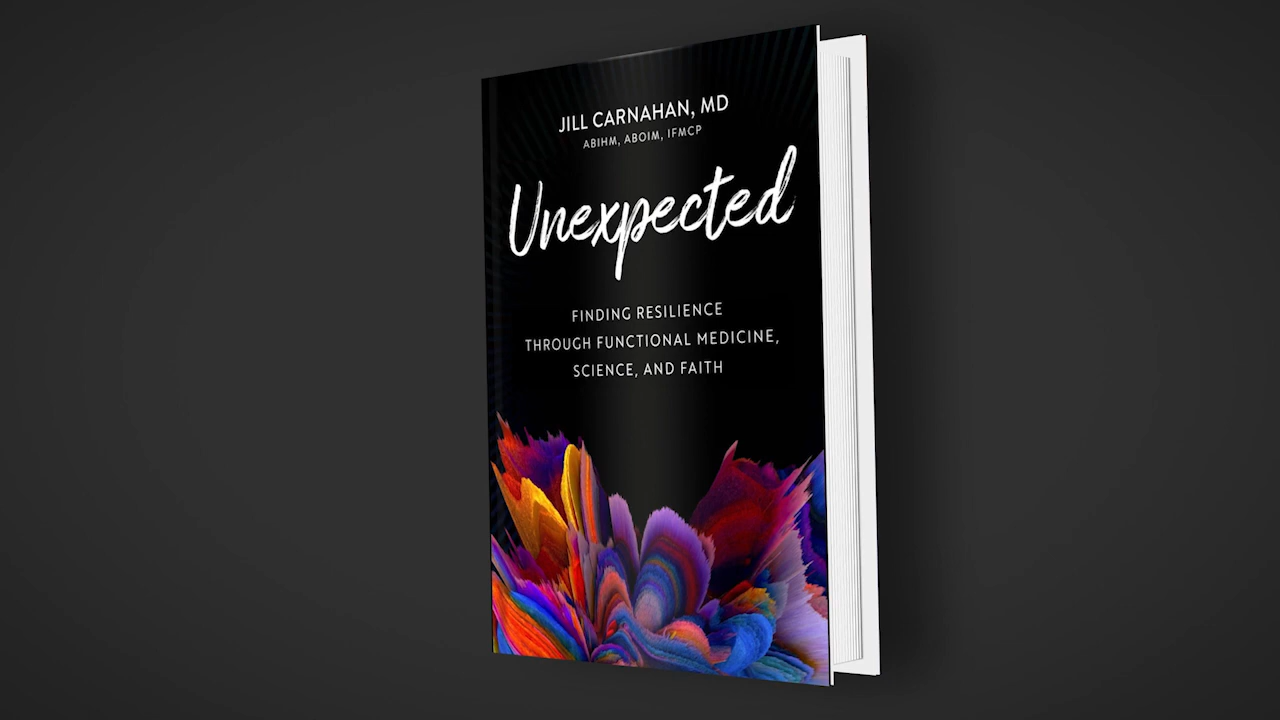 JILL CARNAHAN, MD
ABIHM, ABOIM, IFMCP
Unexpected
FINDING RESILIENCE
THROUGH FUNCTIONAL MEDICINE,
SCIENCE, AND FAITH